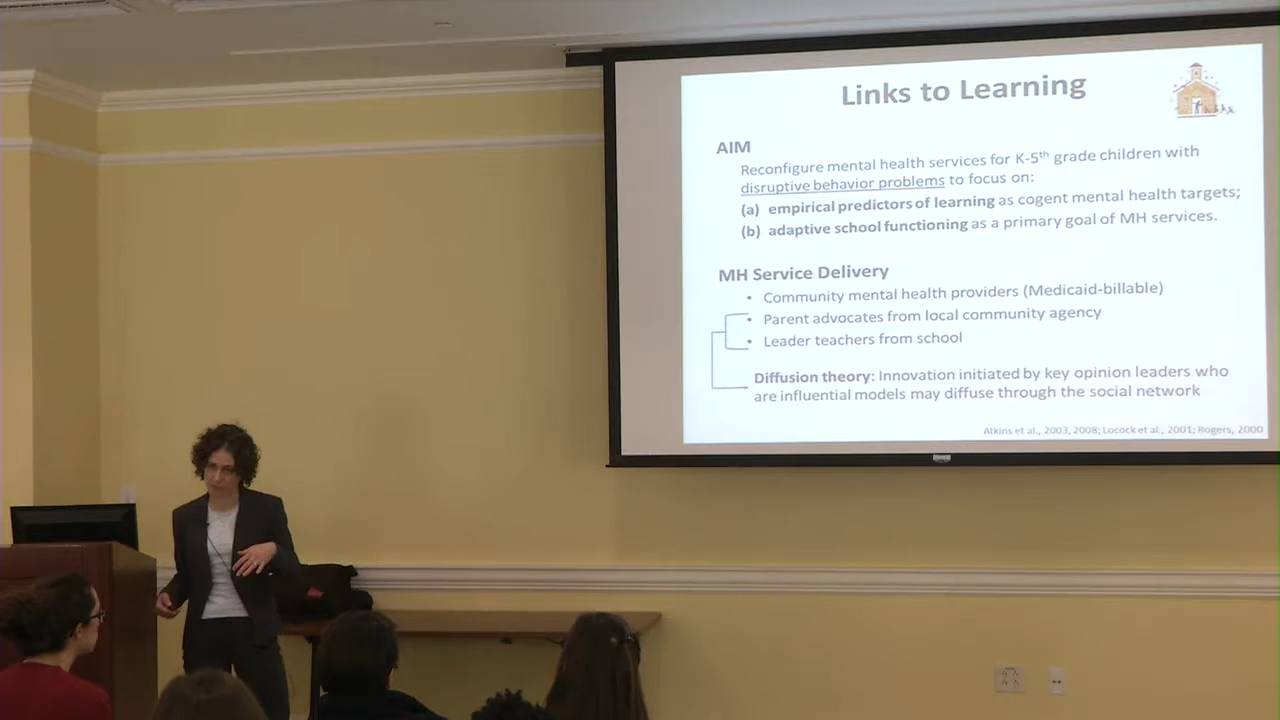 Links to Learning
AIM
Reconfigure mental health services for K-5th grade children with
disruptive behavior problems to focus on:
(a) empirical predictors of learning as cogent mental health targets;
(b) adaptive school functioning as a primary goal of MH services.
MH Service Delivery
• Community mental health providers (Medicaid-billable)
• Parent advocates from local community agency
• Leader teachers from school
Diffusion theory: Innovation initiated by key opinion leaders who
are influential models may diffuse through the social network
Atkins et al., 2003, 2008; Locock et al., 2001; Rogers, 2000